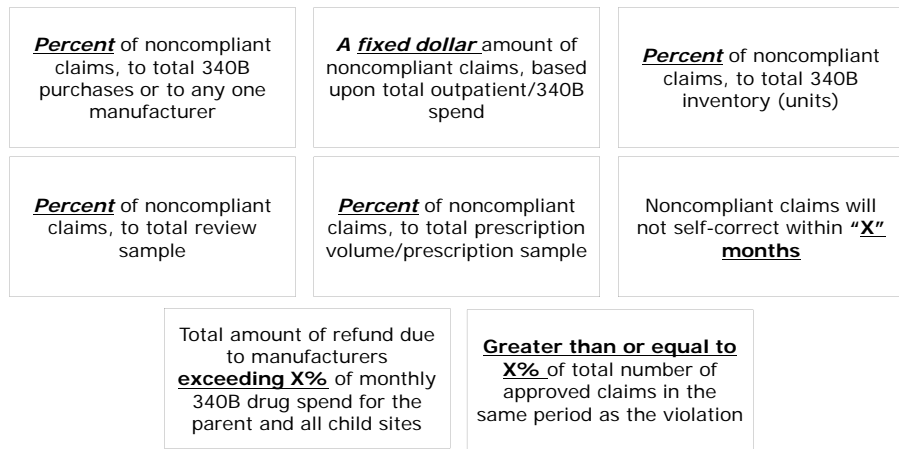 Percent of noncompliant
claims, to total 340B
purchases or to any one
manufacturer
A fixed dollar amount of
noncompliant claims, based
upon total outpatient/340B
spend
Percent of noncompliant
claims, to total 340B
inventory (units)
Percent of noncompliant
claims, to total review
sample
Percent of noncompliant
claims, to total prescription
volume/prescription sample
Noncompliant claims will
not self-correct within “X”
months
Total amount of refund due
to manufacturers
exceeding X% of monthly
340B drug spend for the
parent and all child sites
Greater than or equal to
X% of total number of
approved claims in the
same period as the violation